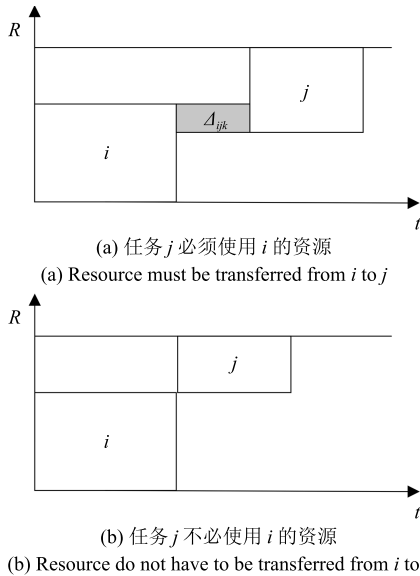 R
j
Δijk
i
t
(a) 任务 j 必须使用 i 的资源
(a) Resource must be transferred from i to j
R
j
i
t
(b) 任务 j 不必使用 i 的资源
(b) Resource do not have to be transferred from i to